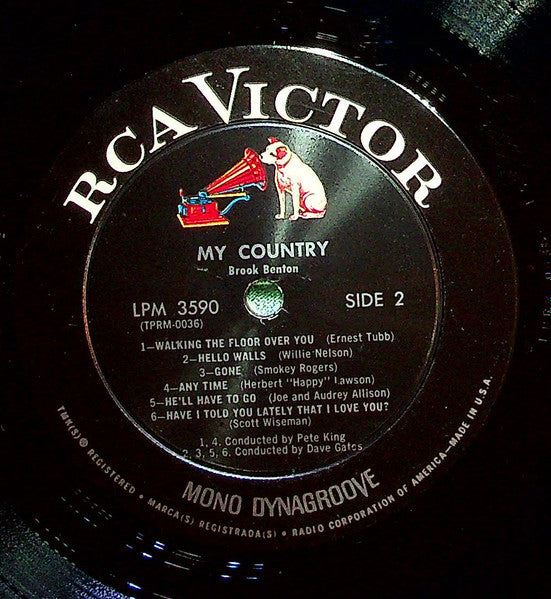 RCA VICTOR
MY COUNTRY
Brook Benton
LPM 3590
(TPRM-0036)
SIDE 2
1—WALKING THE FLOOR OVER YOU (Ernest Tubb)
2—HELLO WALLS (Willie Nelson)
3—GONE (Smokey Rogers)
4—ANY TIME (Herbert "Happy" Lawson)
5—HE'LL HAVE TO GO (Joe and Audrey Allison)
6—HAVE I TOLD YOU LATELY THAT I LOVE YOU?
(Scott Wiseman)
1, 4. Conducted by Pete King
2, 3, 5, 6. Conducted by Dave Gates
MONO DYNAGROOVE
TMK(S) ® REGISTERED • MARCA(S) REGISTRADA(S) • RADIO CORPORATION OF AMERICA—MADE IN U.S.A.